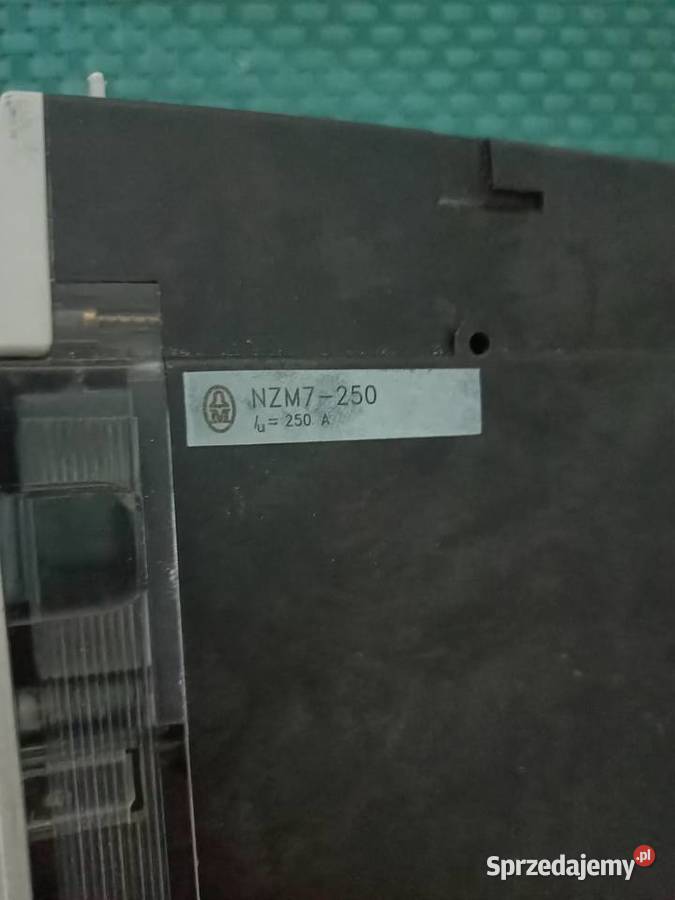 M
NZM7-250
Iu= 250 A
Sprzedajemy.pl